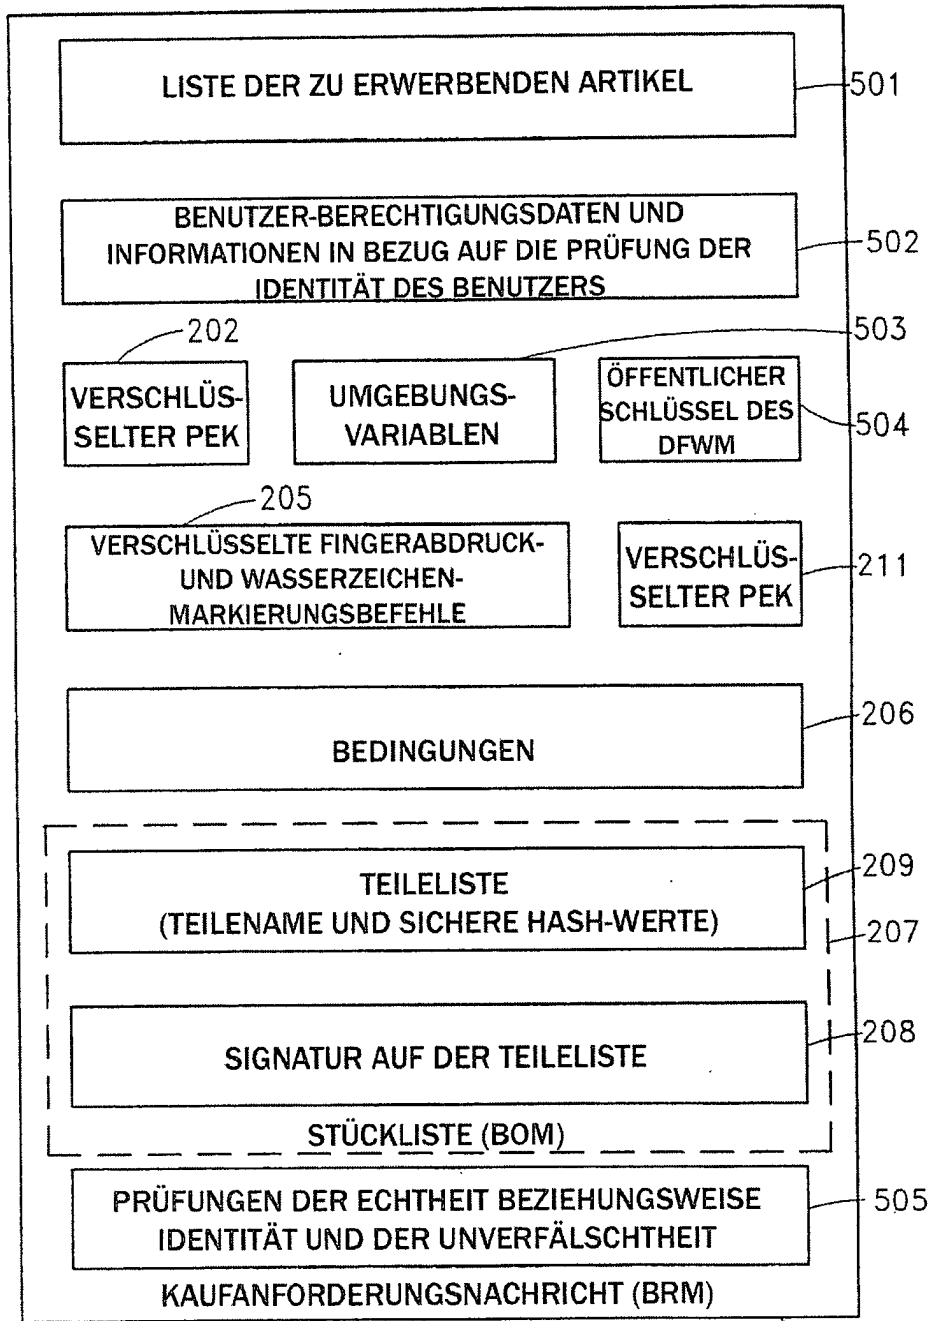 LISTE DER ZU ERWERBENDEN ARTIKEL
501
BENUTZER-BERECHTIGUNGSDATEN UND
INFORMATIONEN IN BEZUG AUF DIE PRÜFUNG DER
IDENTITÄT DES BENUTZERS
502
202
503
VERSCHLÜS-
SELTER PEK
UMGEBUNGS-
VARIABLEN
ÖFFENTLICHER
SCHLÜSSEL DES
DFWM
504
205
VERSCHLÜSSELTE FINGERABDRUCK-
UND WASSERZEICHEN-
MARKIERUNGSBEFEHLE
VERSCHLÜS-
SELTER PEK
211
BEDINGUNGEN
206
TEILELISTE
(TEILENAME UND SICHERE HASH-WERTE)
209
207
SIGNATUR AUF DER TEILELISTE
208
STÜCKLISTE (BOM)
PRÜFUNGEN DER ECHTHEIT BEZIEHUNGSWEISE
IDENTITÄT UND DER UNVERFÄLSCHTHEIT
505
KAUFANFORDERUNGSNACHRICHT (BRM)